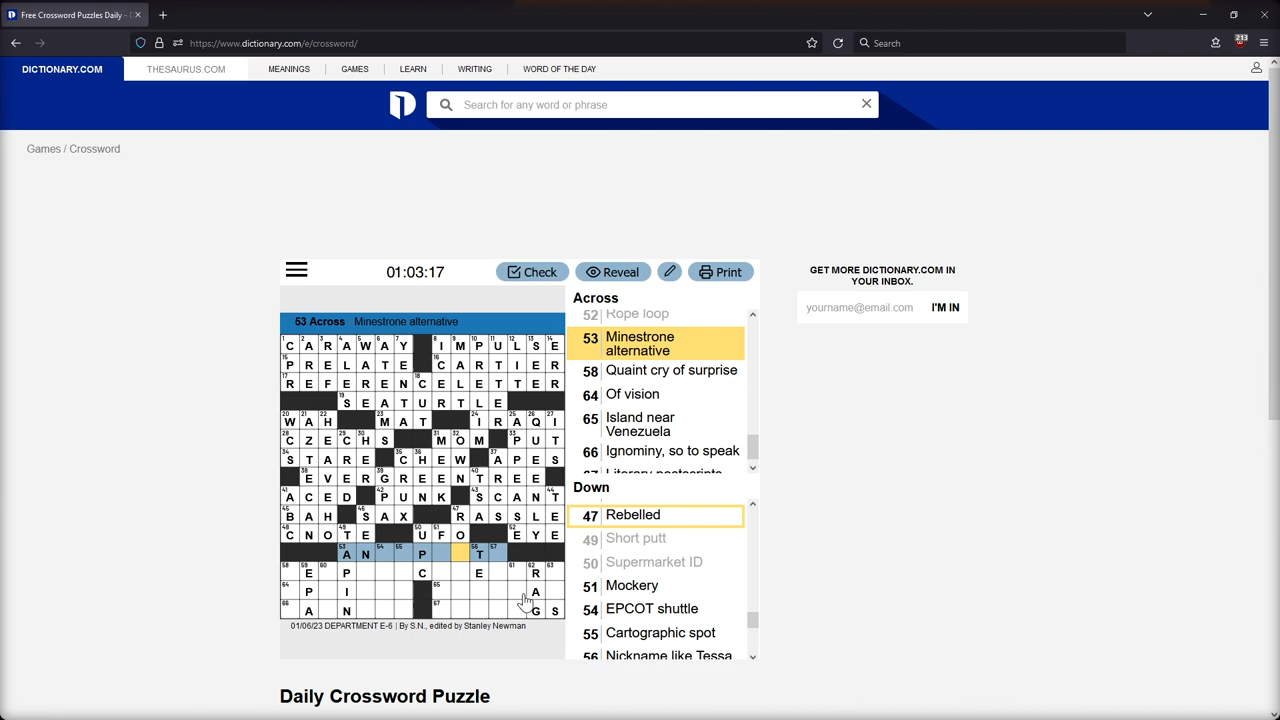 Free Crossword Puzzles Daily - (
https://www.dictionary.com/e/crossword/
Search
213
DICTIONARY.COM
THESAURUS.COM
MEANINGS
GAMES
LEARN
WRITING
WORD OF THE DAY
Search for any word or phrase
Games / Crossword
01:03:17
Check
Reveal
Print
53 Across Minestrone alternative
C A R A W A Y I M P U L S E
P R E L A T E C A R T I E R
R E F E R E N C E L E T T E R
S E A T U R T L E
W A H M A T I R A Q I
C Z E C H S M O M P U T
S T A R E C H E W A P E S
E V E R G R E E N T R E E
A C E D P U N K S C A N T
B A H S A X R A S S L E
C N O T E U F O E Y E
A N P T
E P C E R
P I A
A N G S
01/06/23 DEPARTMENT E-6 | By S.N., edited by Stanley Newman
Across
52 Rope loop
53 Minestrone
alternative
58 Quaint cry of surprise
64 Of vision
65 Island near
Venezuela
66 Ignominy, so to speak
Literary postscripts
Down
47 Rebelled
49 Short putt
50 Supermarket ID
51 Mockery
54 EPCOT shuttle
55 Cartographic spot
56 Nickname like Tessa
GET MORE DICTIONARY.COM IN
YOUR INBOX.
yourname@email.com
I'M IN
Daily Crossword Puzzle